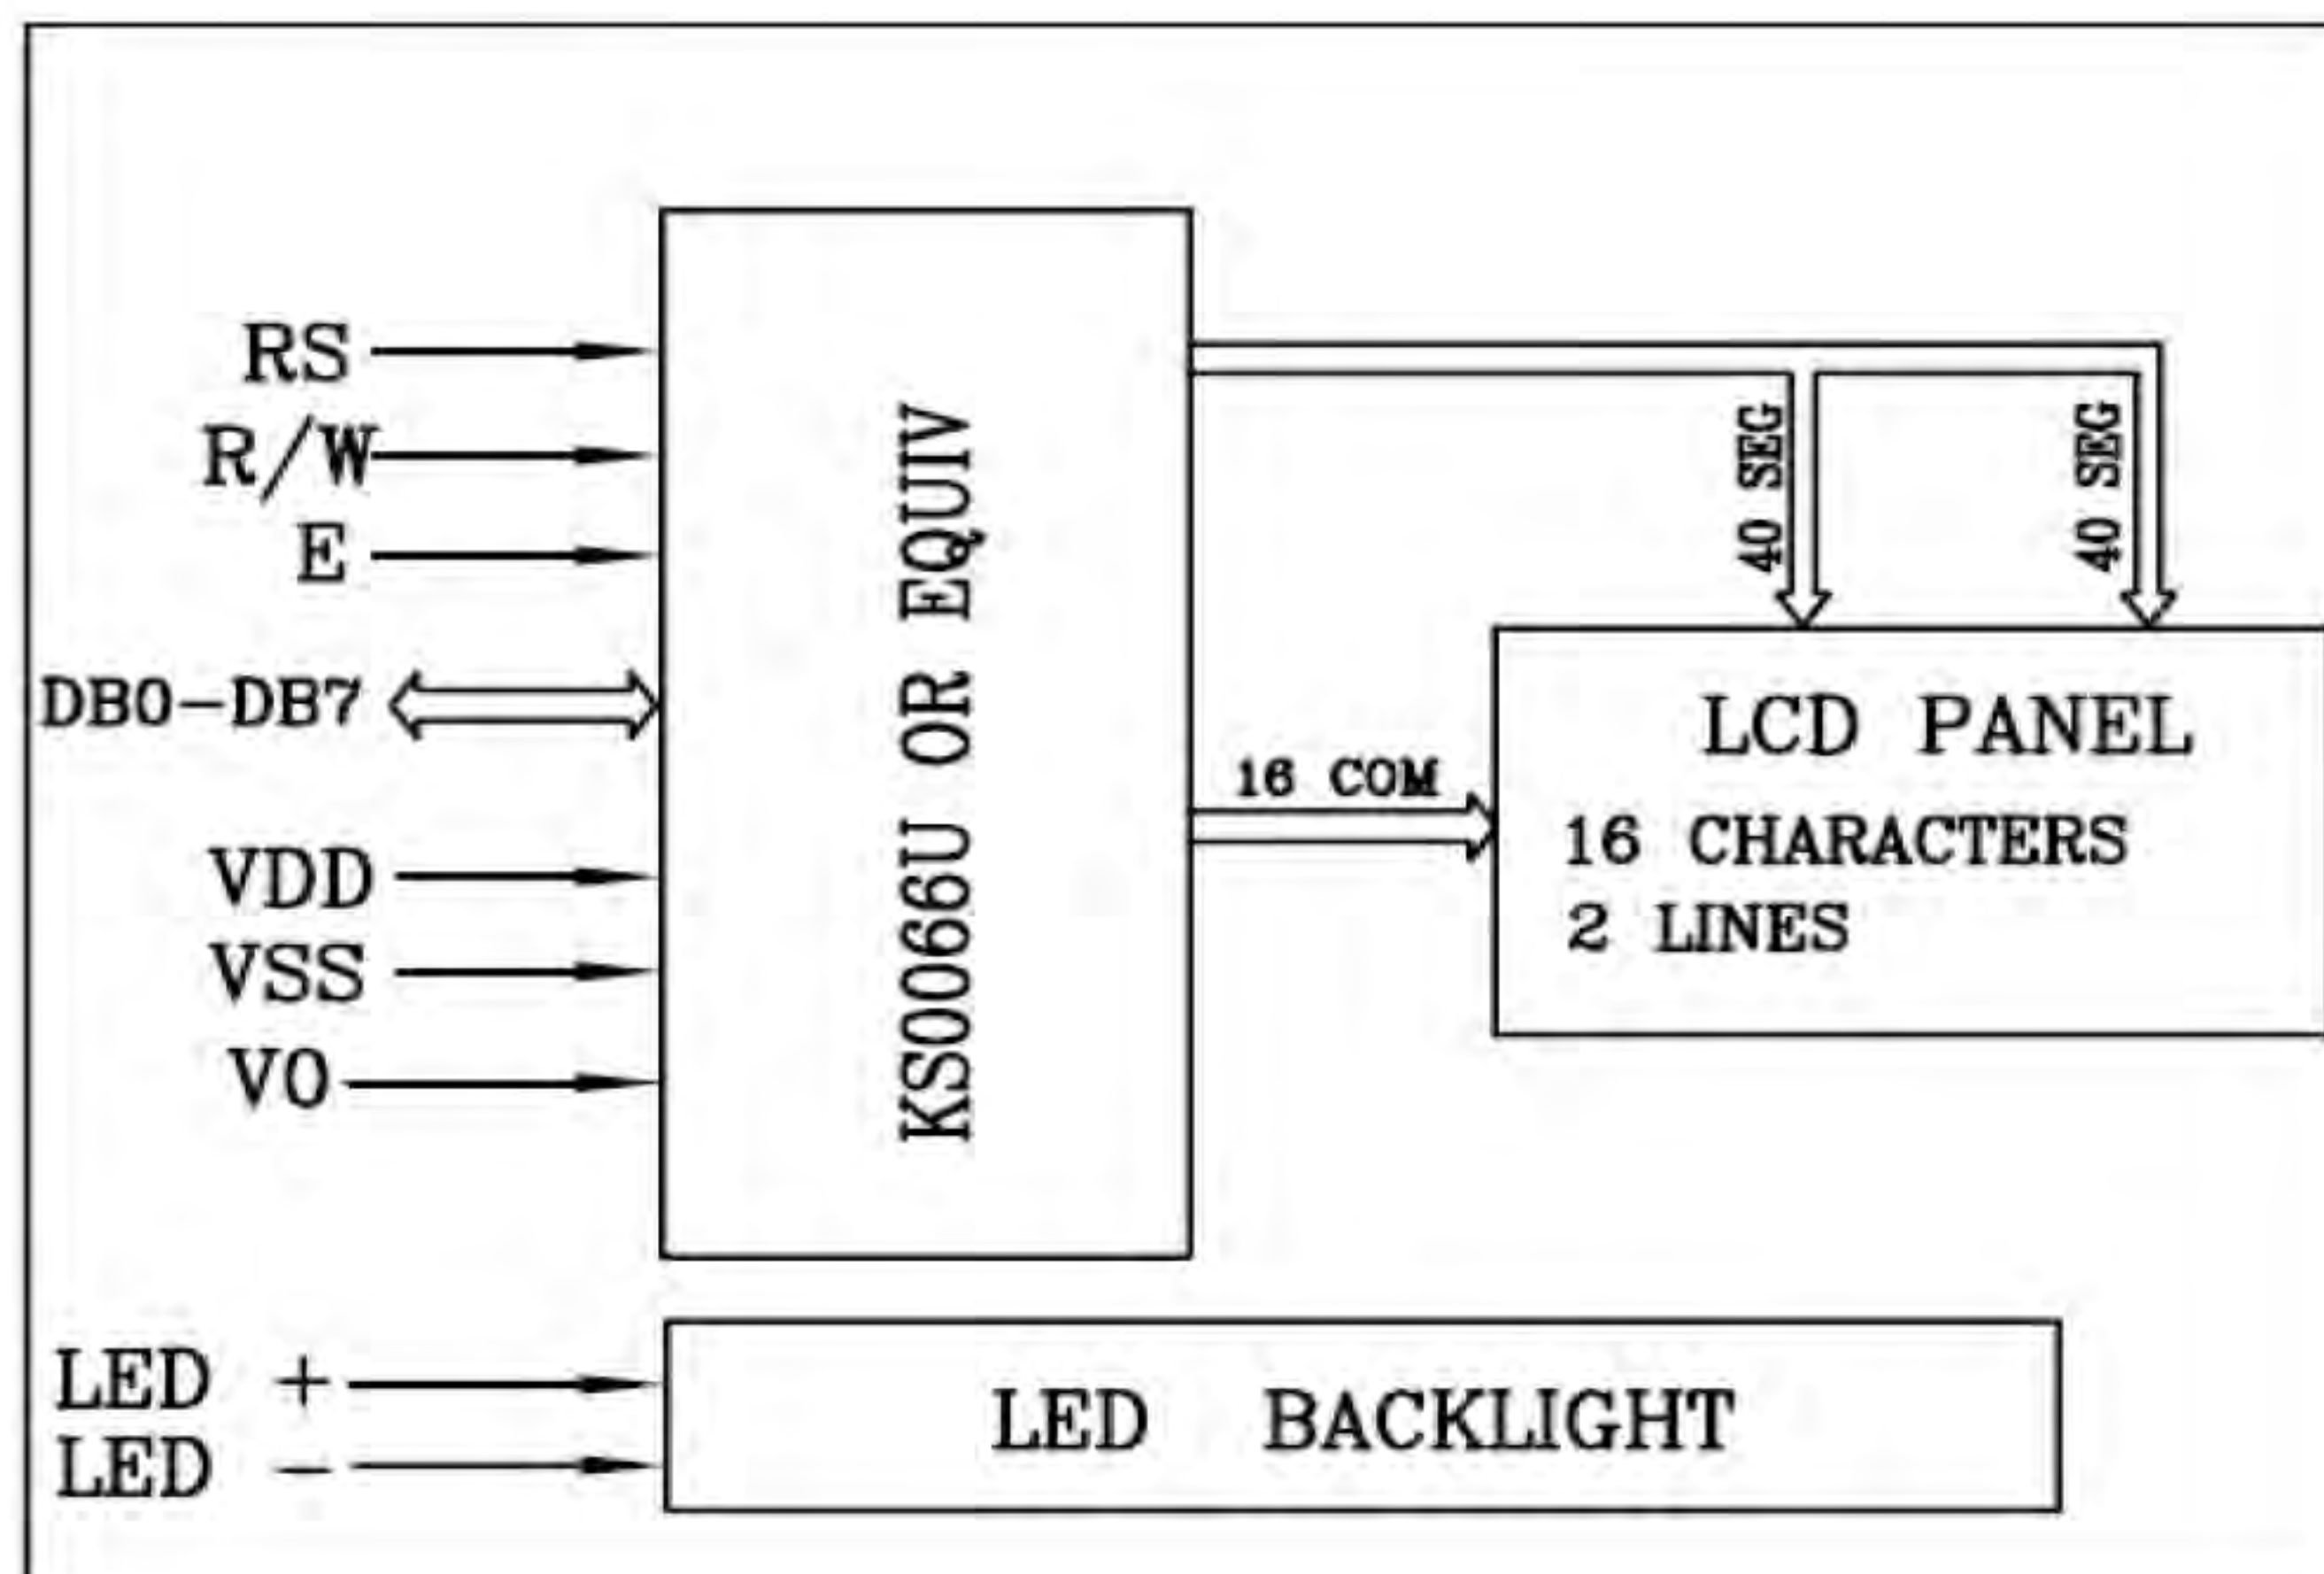 RS
R/W
E
DB0-DB7
VDD
VSS
V0
KS0066U OR EQUIV
40 SEG
40 SEG
16 COM
LCD PANEL
16 CHARACTERS
2 LINES
LED +
LED -
LED BACKLIGHT